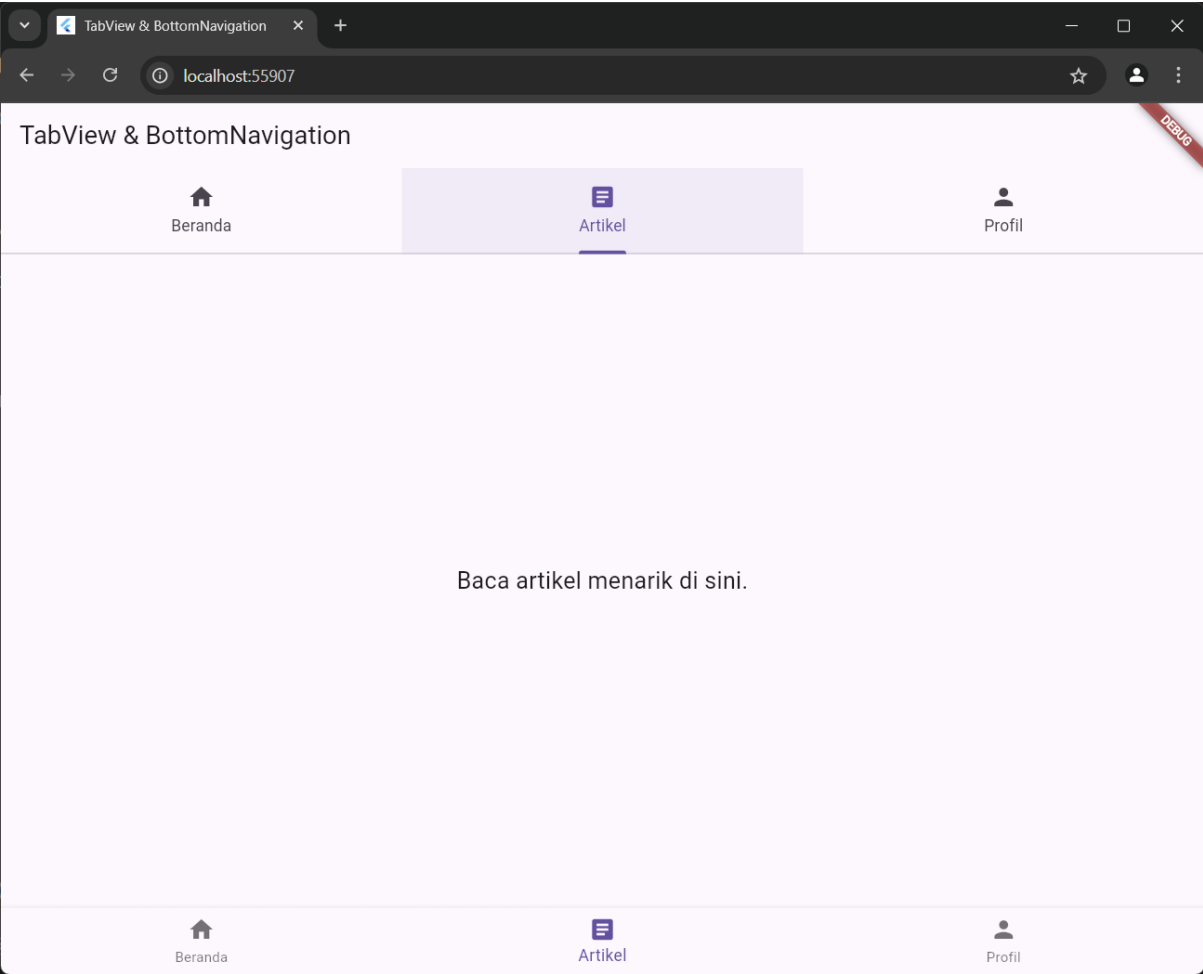 TabView & BottomNavigation
localhost:55907
TabView & BottomNavigation
DEBUG
Beranda
Artikel
Profil
Baca artikel menarik di sini.
Beranda
Artikel
Profil